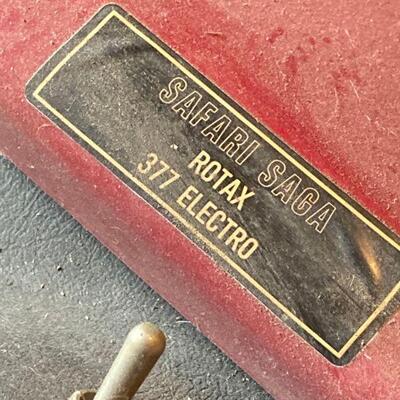 SAFARI SAGA
ROTAX
377 ELECTRO